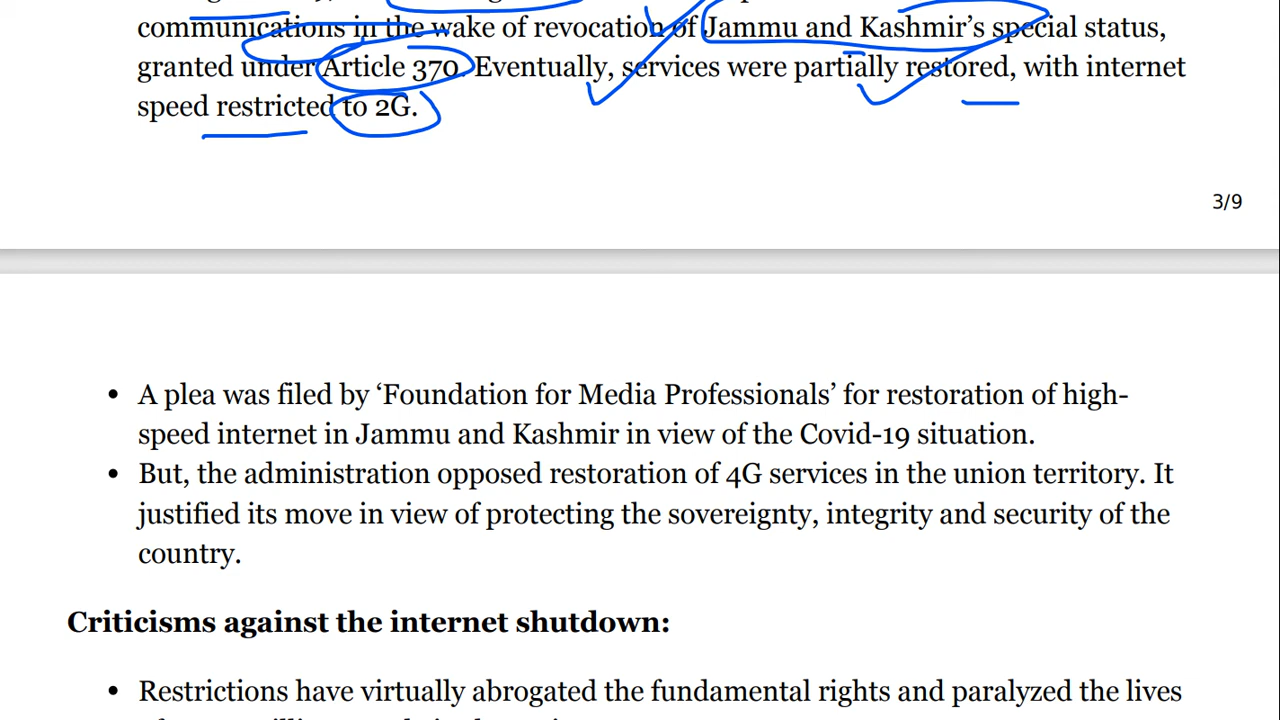 communications in the wake of revocation of Jammu and Kashmir’s special status,
granted under Article 370. Eventually, services were partially restored, with internet
speed restricted to 2G.
3/9
• A plea was filed by ‘Foundation for Media Professionals’ for restoration of high-
speed internet in Jammu and Kashmir in view of the Covid-19 situation.
• But, the administration opposed restoration of 4G services in the union territory. It
justified its move in view of protecting the sovereignty, integrity and security of the
country.
Criticisms against the internet shutdown:
• Restrictions have virtually abrogated the fundamental rights and paralyzed the lives